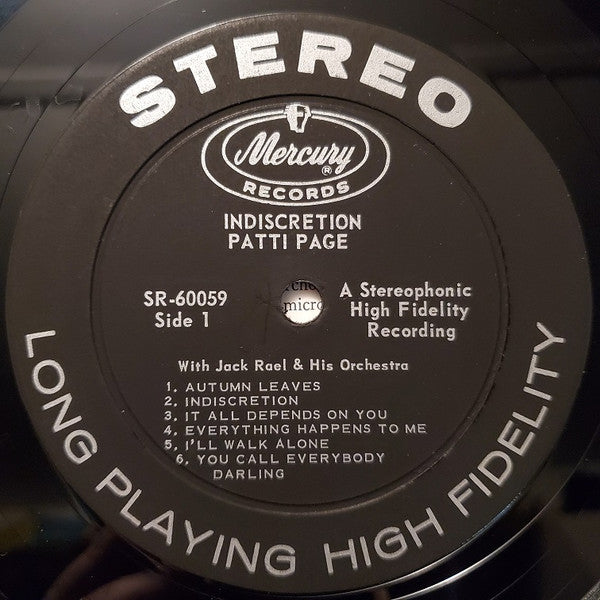 STEREO
Mercury
®
RECORDS
INDISCRETION
PATTI PAGE
SR-60059
Side 1
micro
A Stereophonic
High Fidelity
Recording
With Jack Rael & His Orchestra
1. AUTUMN LEAVES
2. INDISCRETION
3. IT ALL DEPENDS ON YOU
4. EVERYTHING HAPPENS TO ME
5. I'LL WALK ALONE
6. YOU CALL EVERYBODY
DARLING
LONG PLAYING HIGH FIDELITY